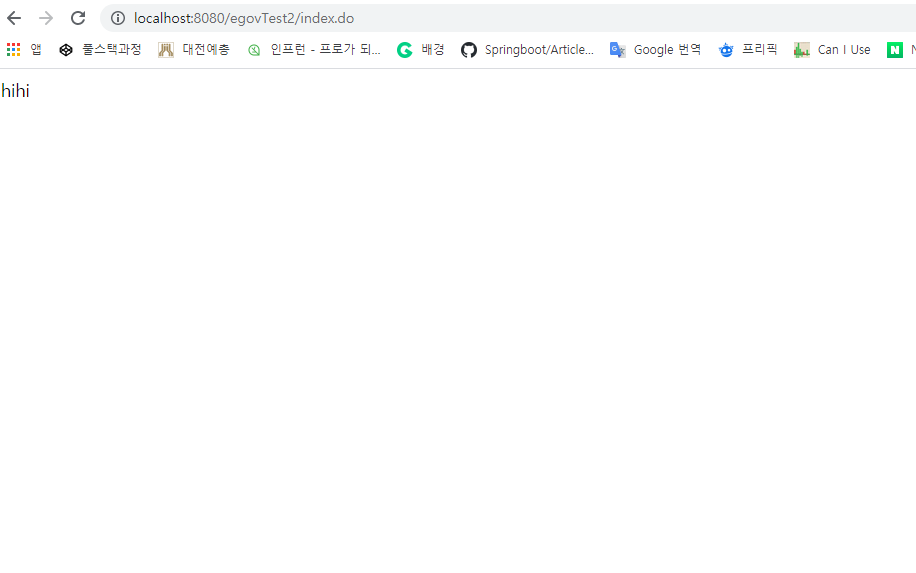 localhost:8080/egovTest2/index.do
앱 풀스택과정 대전예총 인프런 - 프로가 되... 배경 Springboot/Article... Google 번역 프리픽 Can I Use
hihi